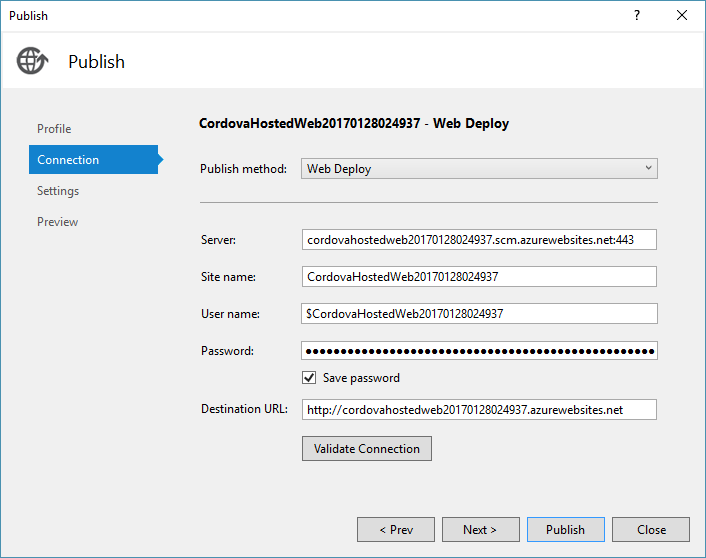 Publish
?
Publish
Profile
Connection
Settings
Preview
CordovaHostedWeb20170128024937 - Web Deploy
Publish method: Web Deploy
Server: cordovahostedweb20170128024937.scm.azurewebsites.net:443
Site name: CordovaHostedWeb20170128024937
User name: $CordovaHostedWeb20170128024937
Password:
Save password
Destination URL: http://cordovahostedweb20170128024937.azurewebsites.net
Validate Connection
< Prev Next > Publish Close